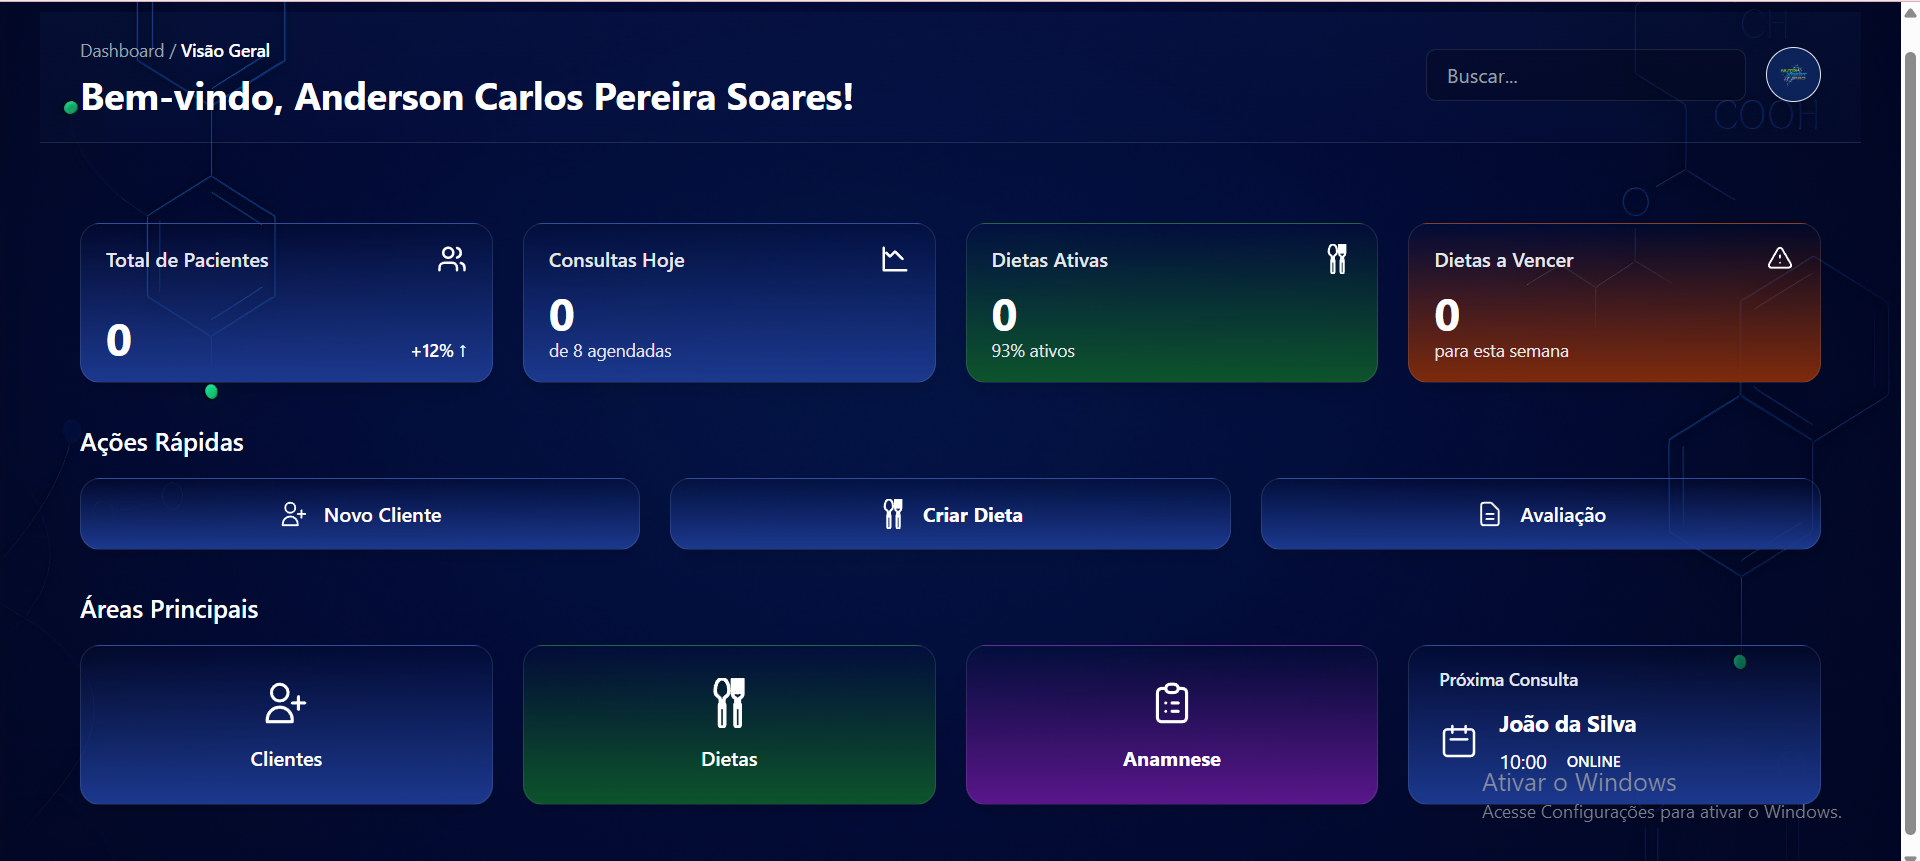 Dashboard / Visão Geral
Bem-vindo, Anderson Carlos Pereira Soares!
Buscar...
CH
COOH
O
Total de Pacientes
0
+12% ↑
Consultas Hoje
0
de 8 agendadas
Dietas Ativas
0
93% ativos
Dietas a Vencer
0
para esta semana
Ações Rápidas
Novo Cliente
Criar Dieta
Avaliação
Áreas Principais
Clientes
Dietas
Anamnese
Próxima Consulta
João da Silva
10:00 ONLINE
Ativar o Windows
Acesse Configurações para ativar o Windows.